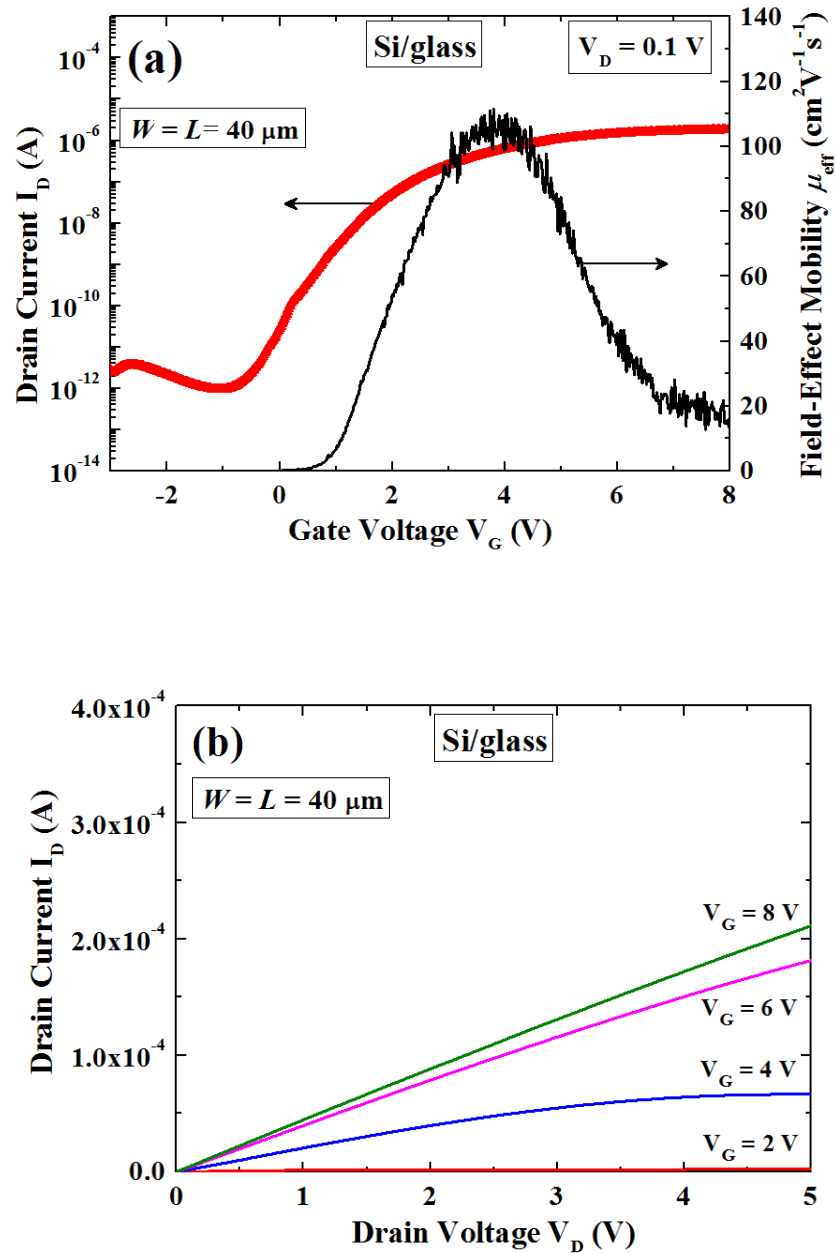 (a)
Si/glass
V_D = 0.1 V
W = L= 40 μm
Drain Current I_D (A)
10^-4
10^-6
10^-8
10^-10
10^-12
10^-14
140
120
100
80
60
40
20
0
Field-Effect Mobility μ_eff (cm^2V^-1s^-1)
-2
0
2
4
6
8
Gate Voltage V_G (V)
(b)
Si/glass
W = L = 40 μm
Drain Current I_D (A)
4.0x10^-4
3.0x10^-4
2.0x10^-4
1.0x10^-4
0.0
V_G = 8 V
V_G = 6 V
V_G = 4 V
V_G = 2 V
0
1
2
3
4
5
Drain Voltage V_D (V)